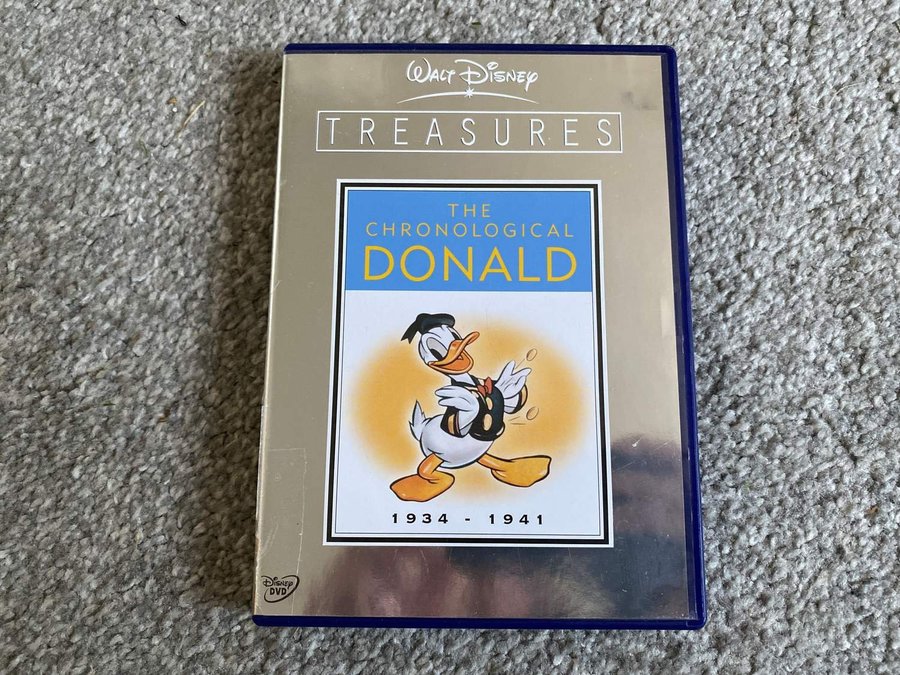 WALT DISNEY
TREASURES
THE
CHRONOLOGICAL
DONALD
1934 - 1941
DISNEY
DVD